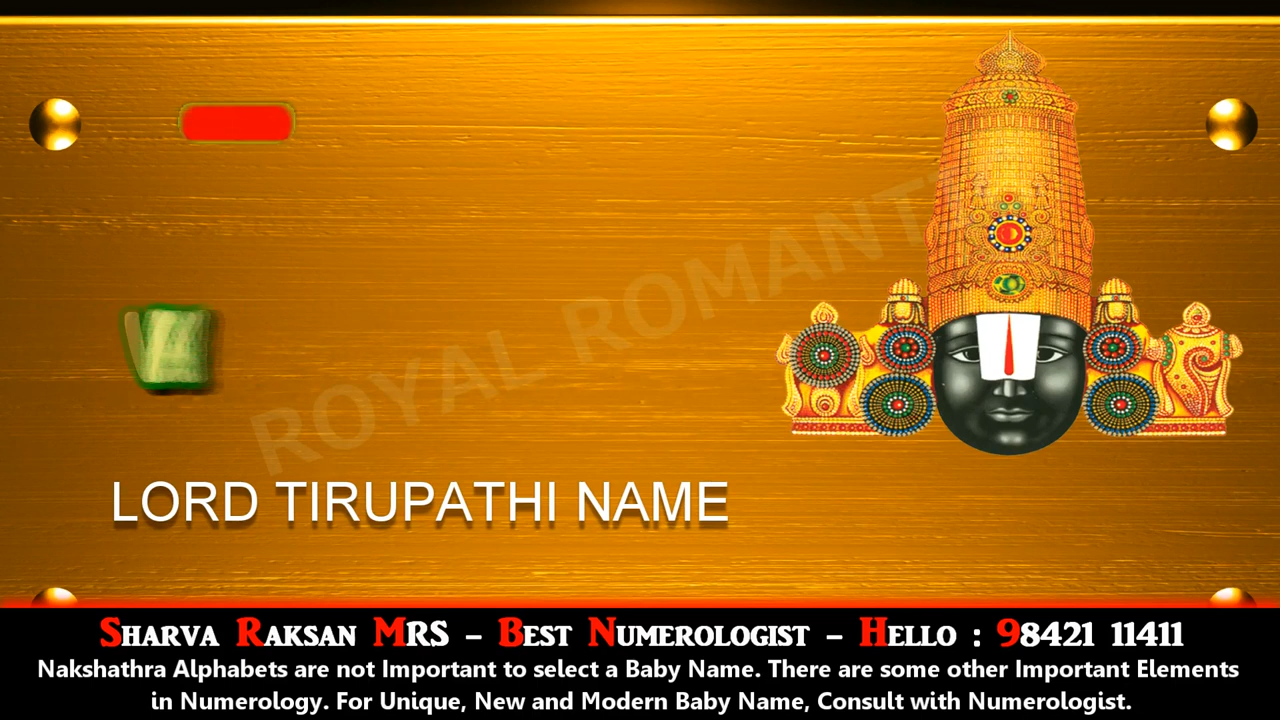 ROYAL ROMANT
LORD TIRUPATHI NAME
SHARVA RAKSAN MRS – BEST NUMEROLOGIST – HELLO : 98421 11411
Nakshathra Alphabets are not Important to select a Baby Name. There are some other Important Elements
in Numerology. For Unique, New and Modern Baby Name, Consult with Numerologist.